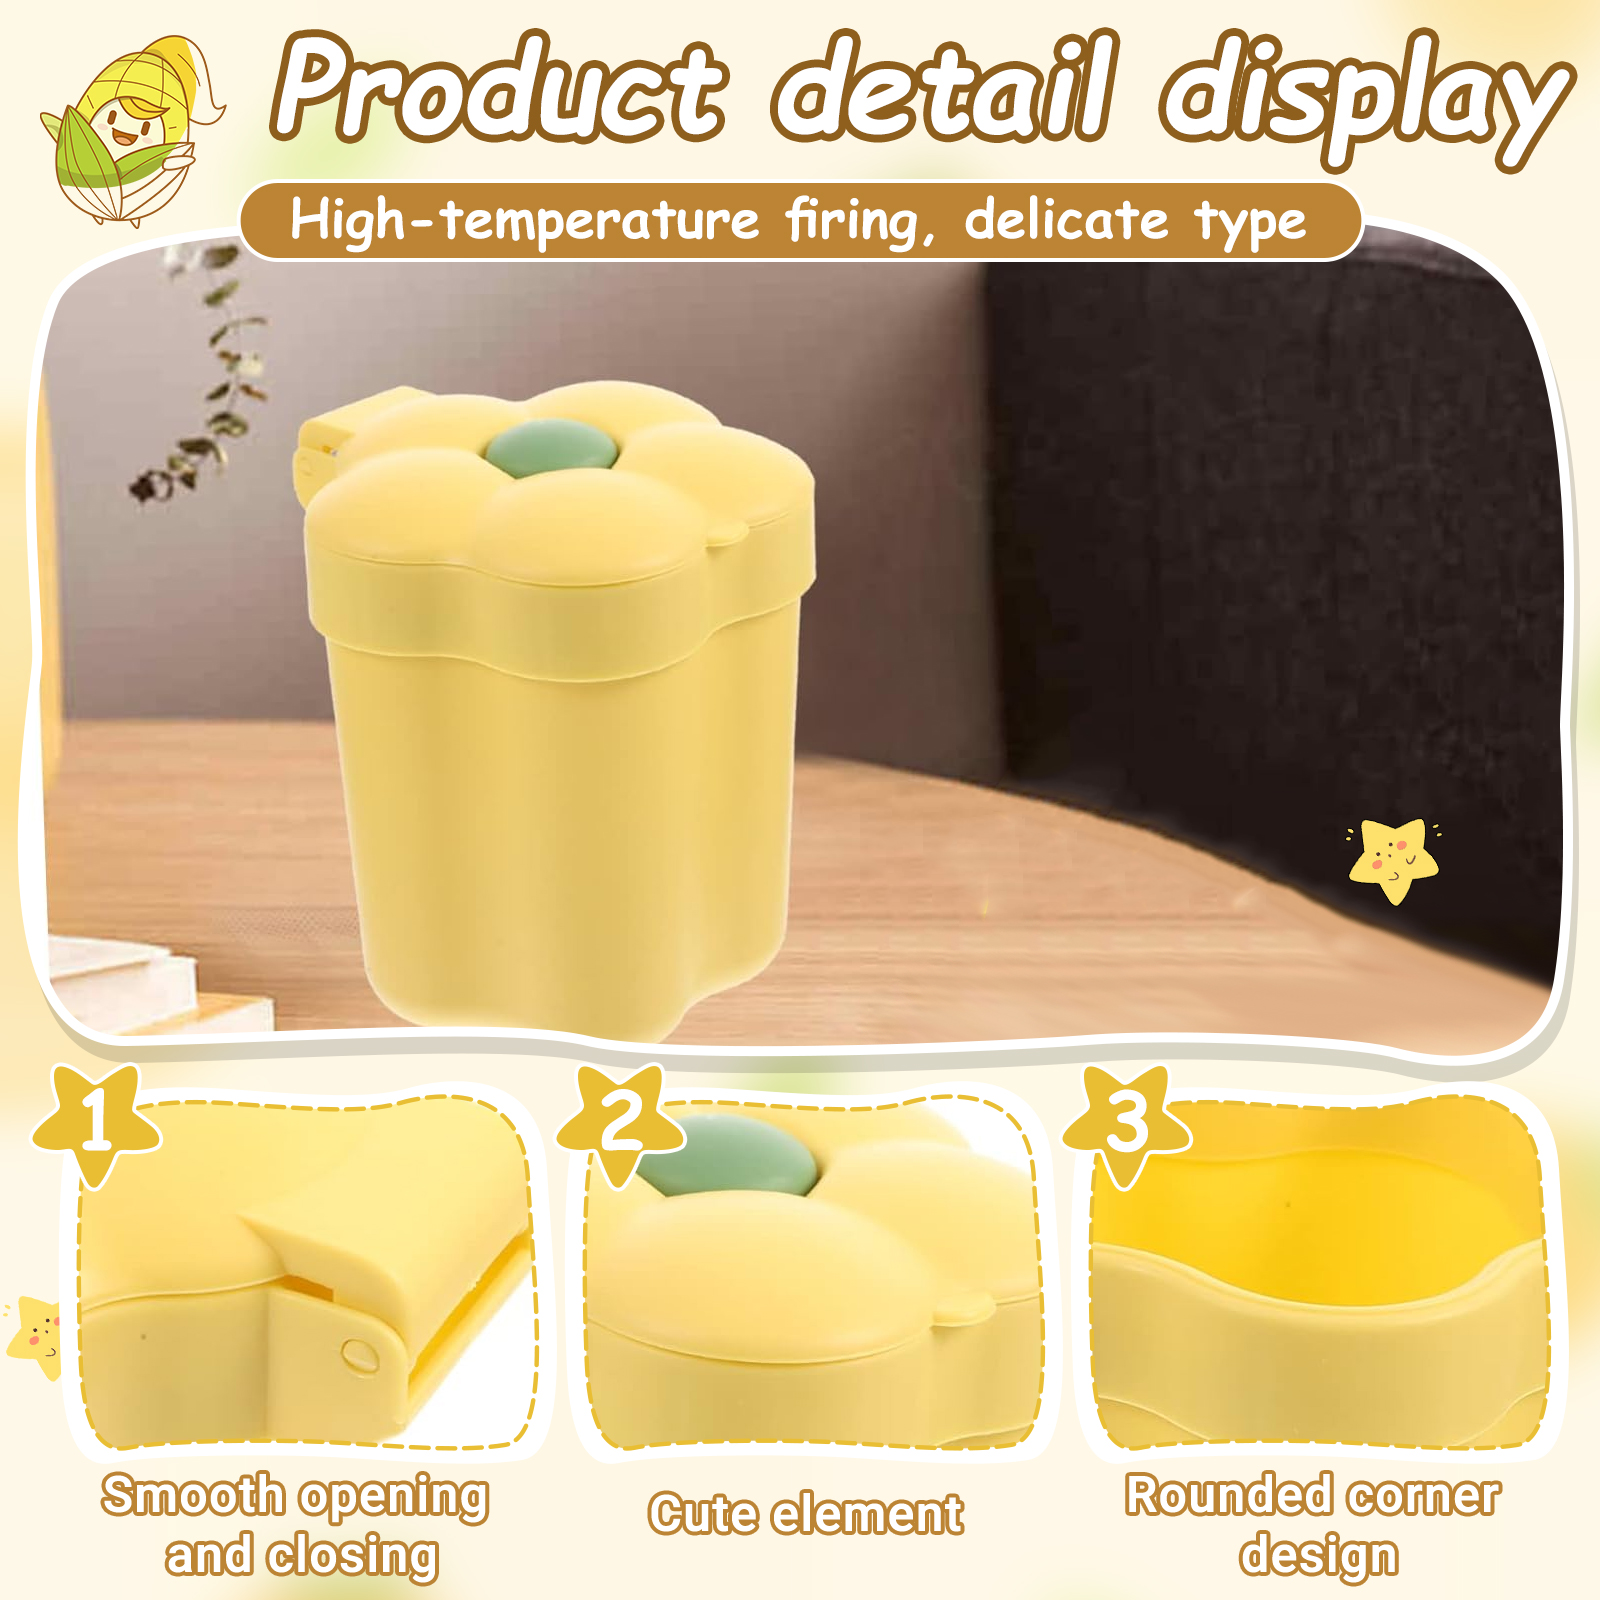 Product detail display
High-temperature firing, delicate type
1
2
3
Smooth opening
and closing
Cute element
Rounded corner
design